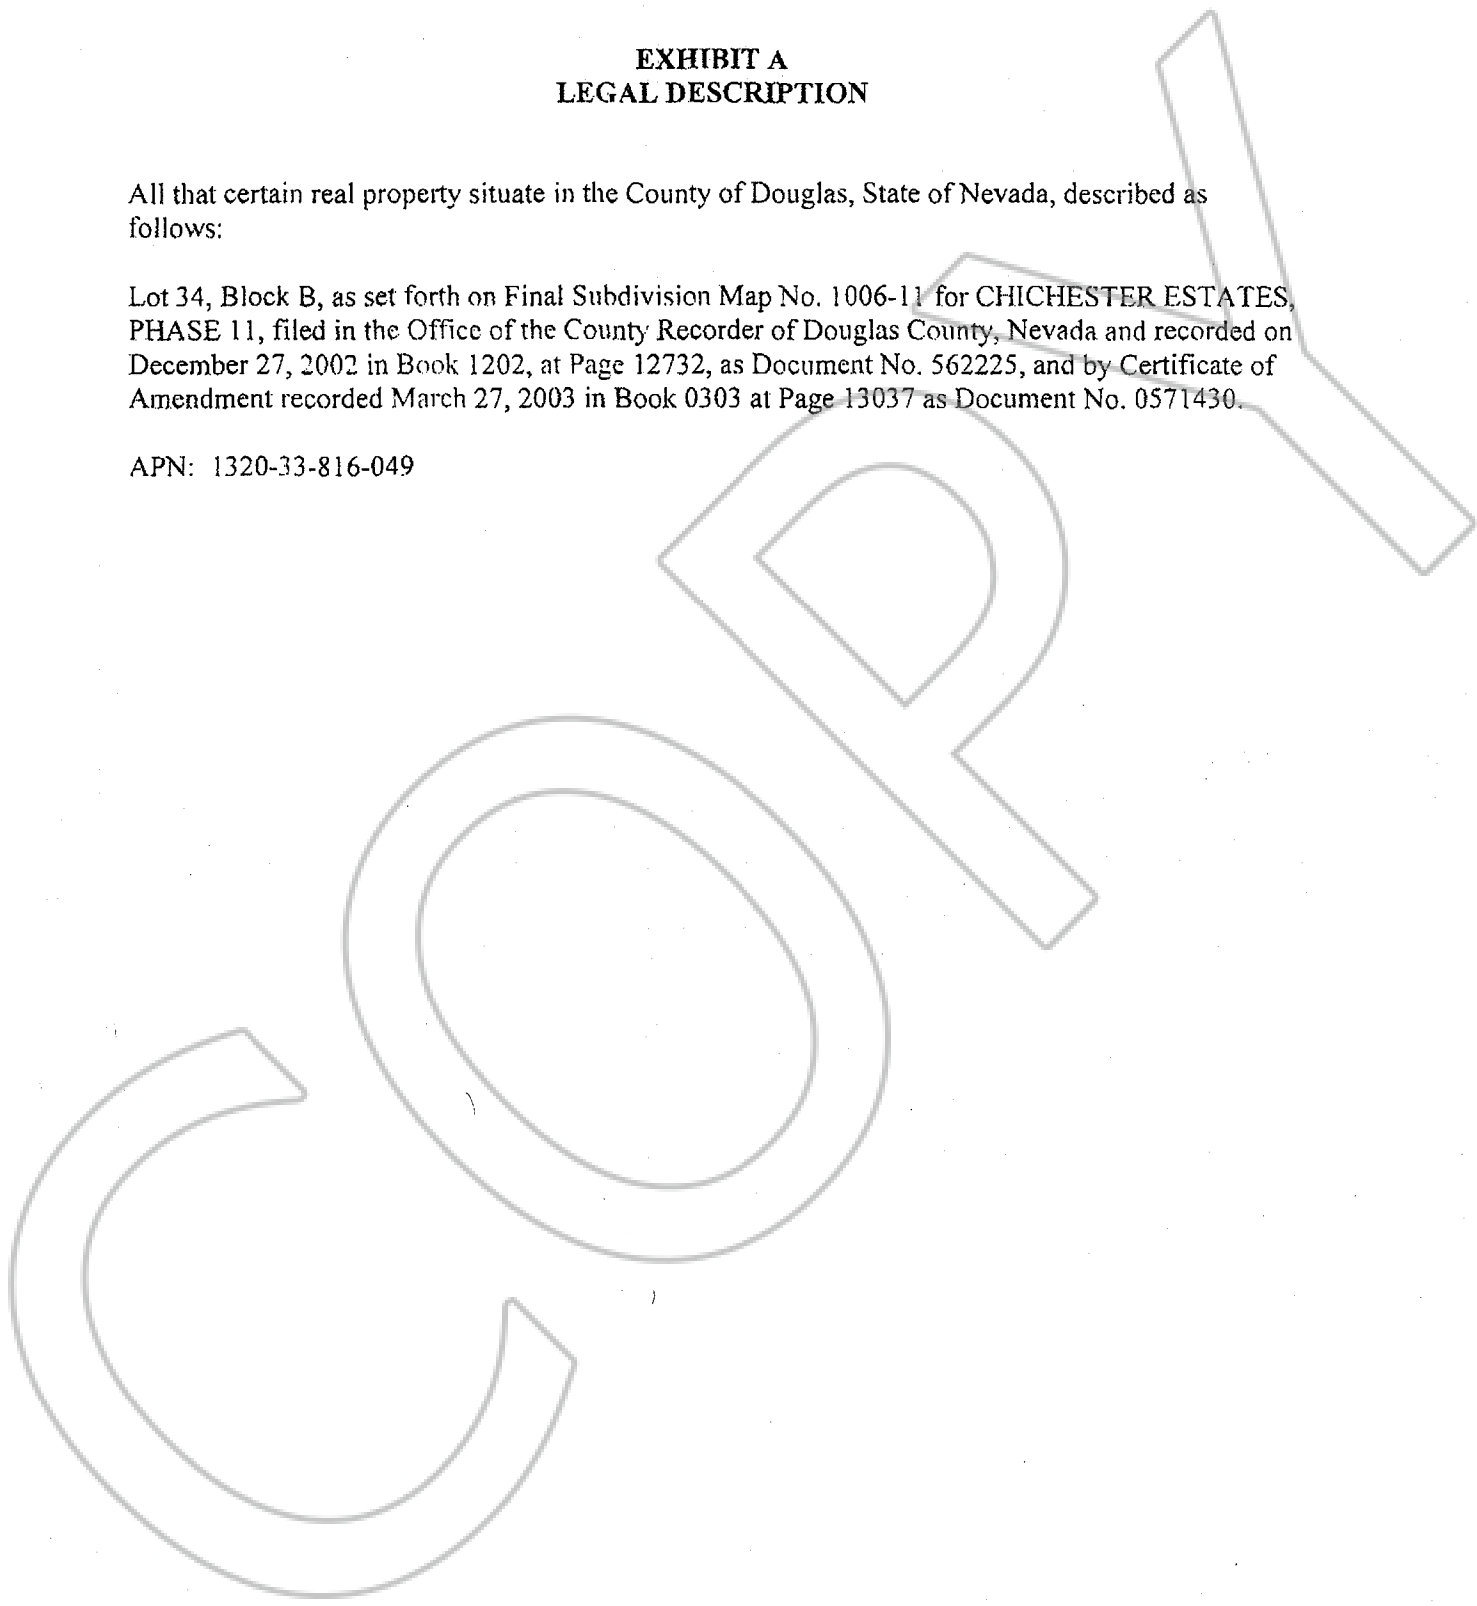 EXHIBIT A
LEGAL DESCRIPTION
All that certain real property situate in the County of Douglas, State of Nevada, described as
follows:
Lot 34, Block B, as set forth on Final Subdivision Map No. 1006-11 for CHICHESTER ESTATES,
PHASE 11, filed in the Office of the County Recorder of Douglas County, Nevada and recorded on
December 27, 2002 in Book 1202, at Page 12732, as Document No. 562225, and by Certificate of
Amendment recorded March 27, 2003 in Book 0303 at Page 13037 as Document No. 0571430.
APN: 1320-33-816-049
COPY